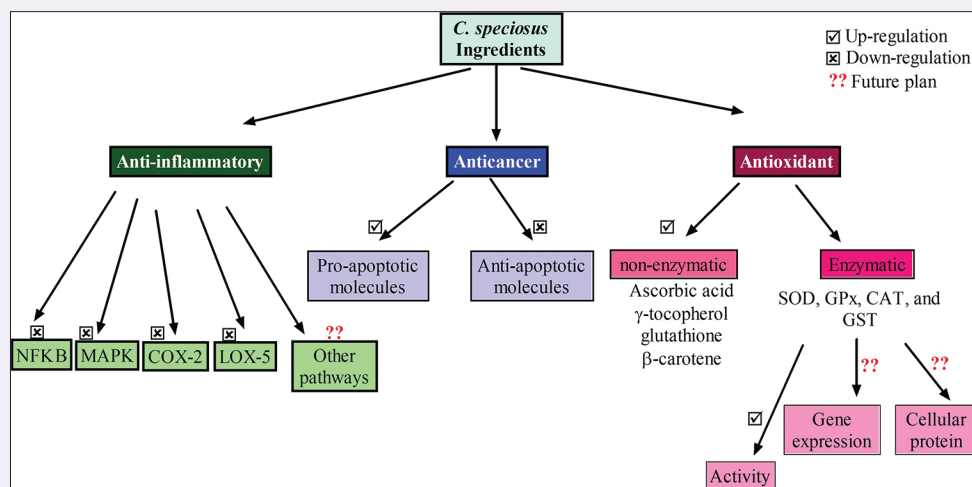 C. speciosus
Ingredients
Up-regulation
Down-regulation
?? Future plan
Anti-inflammatory
Anticancer
Antioxidant
Pro-apoptotic
molecules
Anti-apoptotic
molecules
non-enzymatic
Ascorbic acid
γ-tocopherol
glutathione
β-carotene
Enzymatic
SOD, GPx, CAT, and
GST
NFKB
MAPK
COX-2
LOX-5
??
Other
pathways
??
??
Activity
Gene
expression
Cellular
protein